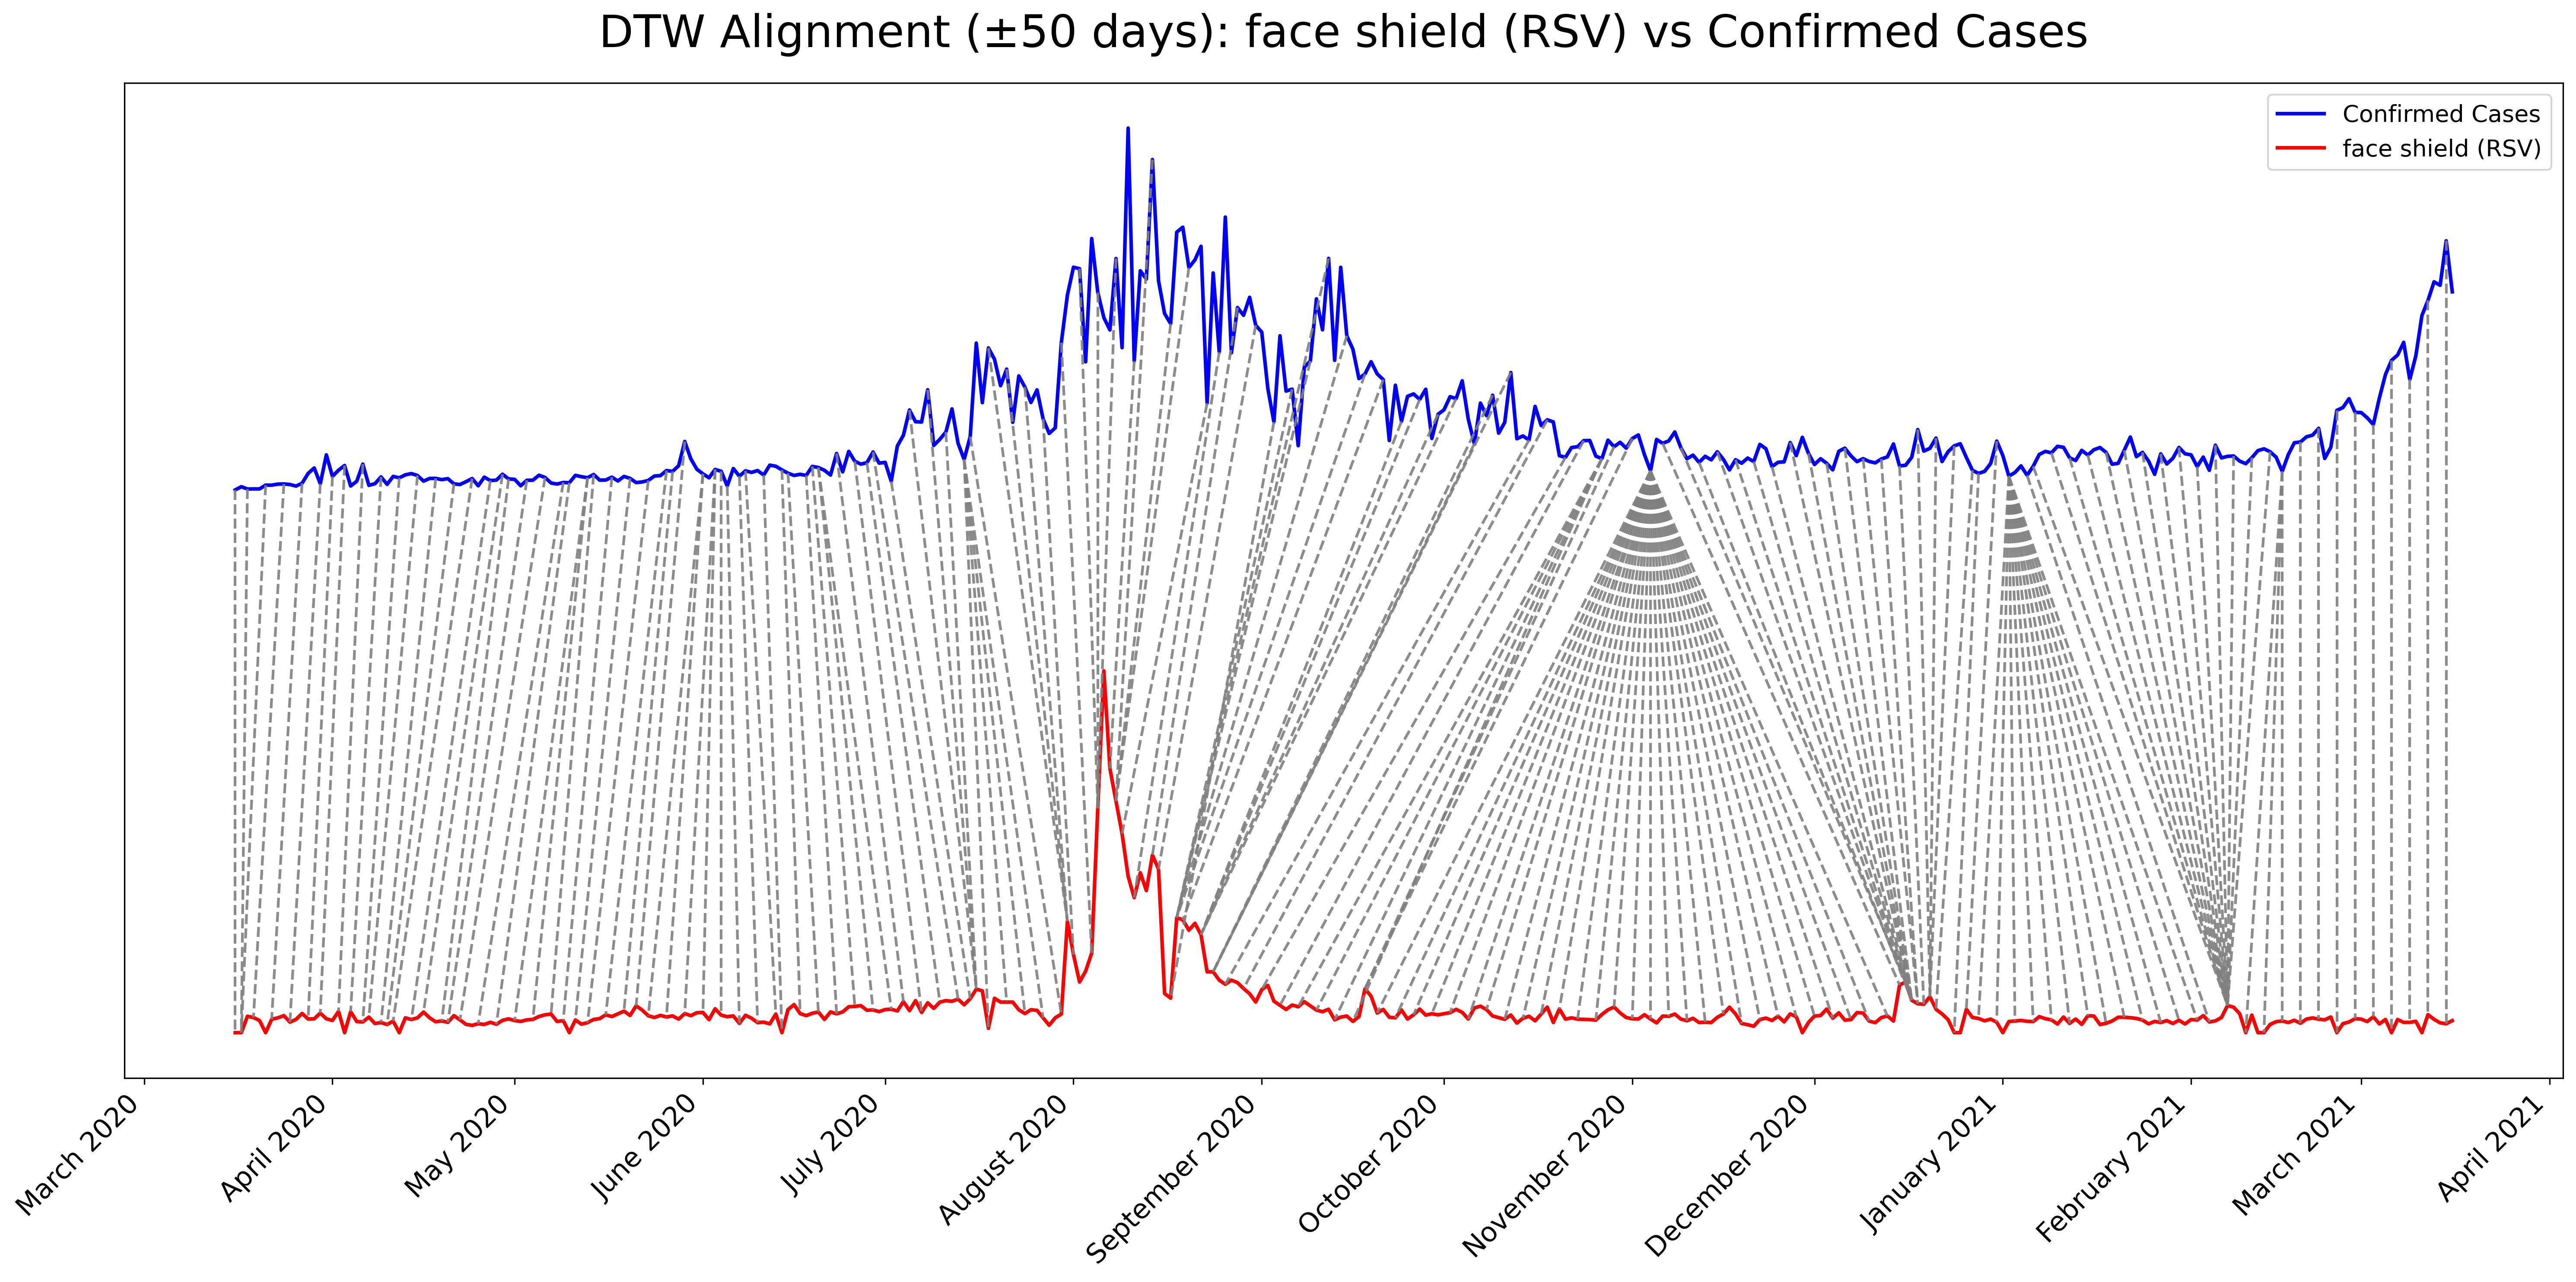 DTW Alignment (±50 days): face shield (RSV) vs Confirmed Cases
Confirmed Cases
face shield (RSV)
March 2020
April 2020
May 2020
June 2020
July 2020
August 2020
September 2020
October 2020
November 2020
December 2020
January 2021
February 2021
March 2021
April 2021